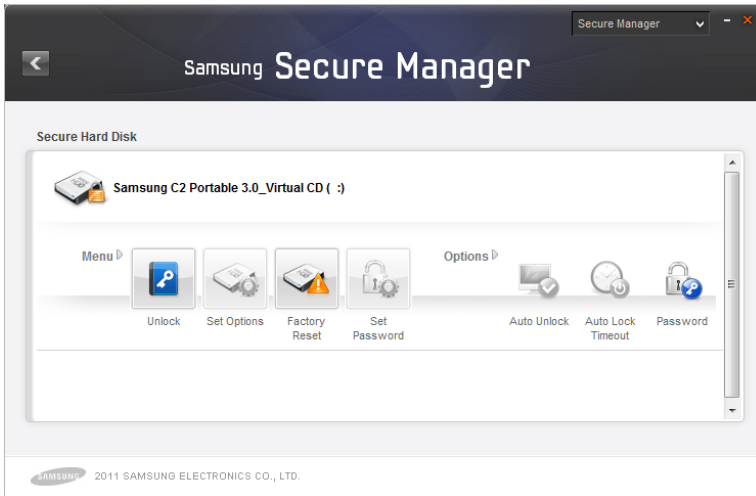 Secure Manager
Samsung Secure Manager
Secure Hard Disk
Samsung C2 Portable 3.0_Virtual CD ( :)
Menu
Options
Unlock
Set Options
Factory Reset
Set Password
Auto Unlock
Auto Lock Timeout
Password
SAMSUNG
2011 SAMSUNG ELECTRONICS CO., LTD.